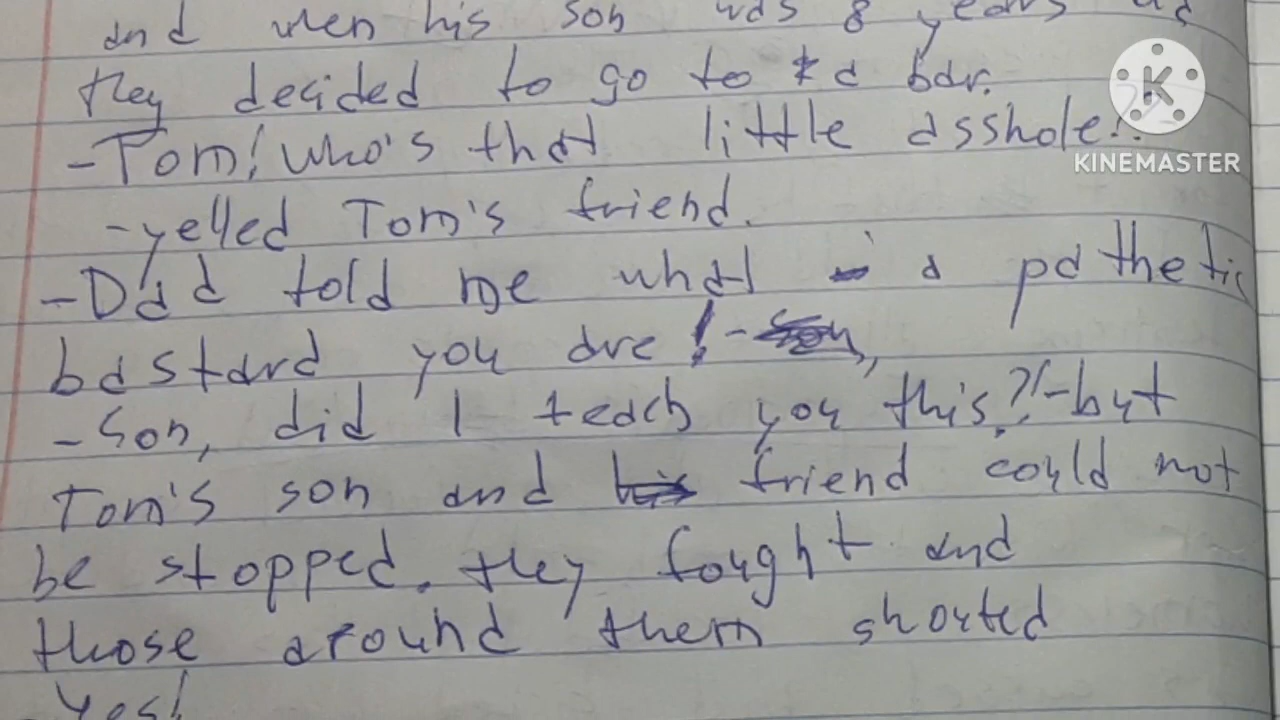 and when his son was 8 years
they decided to go to a bar.
-Tom! Who's that little asshole!?
-yelled Tom's friend.
-Dad told me what a pathetic
bastard you are! -
-Son, did I teach you this?! -but
Tom's son and friend could not
be stopped. they fought and
those around them shouted
Yes!
K
KINEMASTER